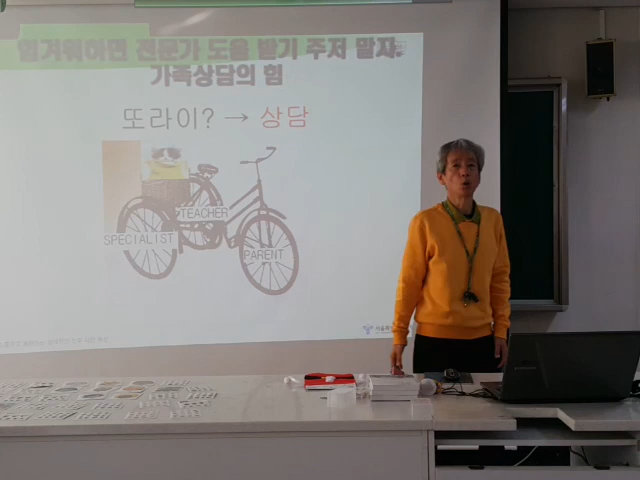 힘겨워하면 전문가 도움 받기 주저 말자.
가족상담의 힘
또라이? → 상담
TEACHER
SPECIALIST
PARENT